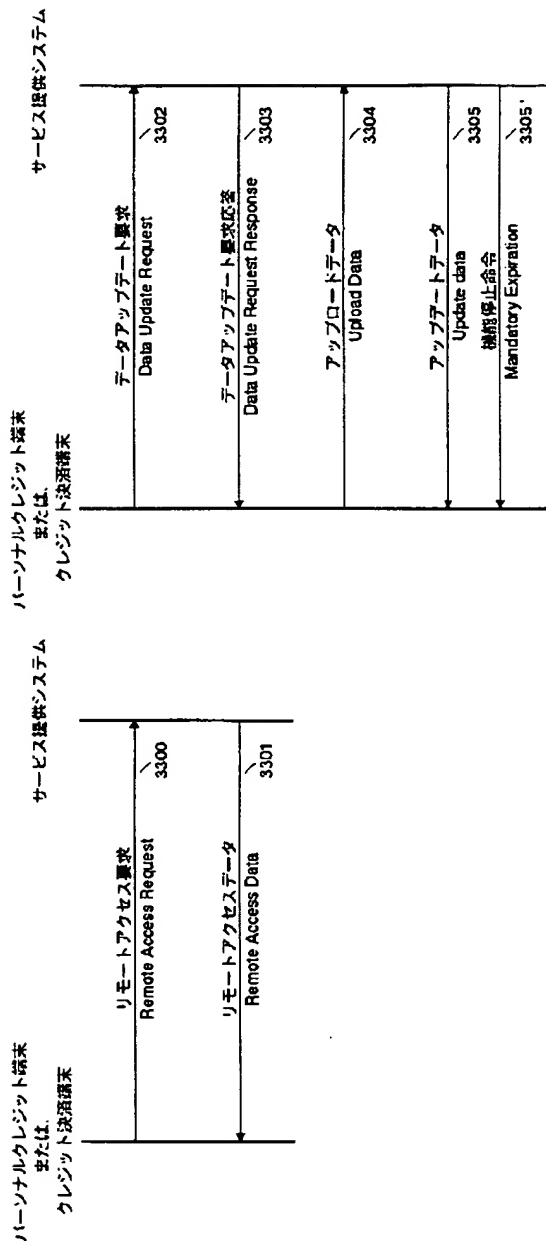 パーソナルクレジット端末
または、
クレジット決済端末
サービス提供システム
リモートアクセス要求
Remote Access Request
3300
リモートアクセスデータ
Remote Access Data
3301
パーソナルクレジット端末
または、
クレジット決済端末
サービス提供システム
データアップデート要求
Data Update Request
3302
データアップデート要求応答
Data Update Request Response
3303
アップロードデータ
Upload Data
3304
アップデートデータ
Update data
3305
機能停止命令
Mandatory Expiration
3305'